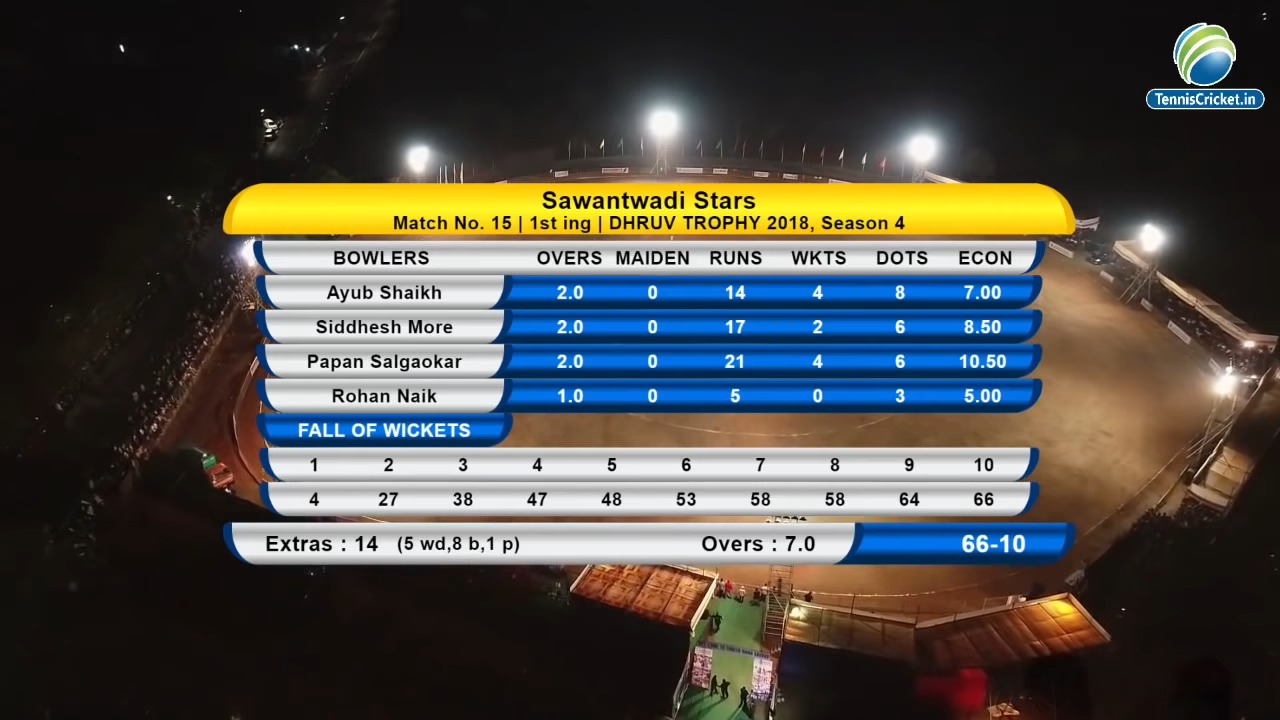 TennisCricket.in
Sawantwadi Stars
Match No. 15 | 1st ing | DHRUV TROPHY 2018, Season 4
BOWLERS OVERS MAIDEN RUNS WKTS DOTS ECON
Ayub Shaikh 2.0 0 14 4 8 7.00
Siddhesh More 2.0 0 17 2 6 8.50
Papan Salgaokar 2.0 0 21 4 6 10.50
Rohan Naik 1.0 0 5 0 3 5.00
FALL OF WICKETS
1 2 3 4 5 6 7 8 9 10
4 27 38 47 48 53 58 58 64 66
Extras : 14 (5 wd,8 b,1 p) Overs : 7.0 66-10